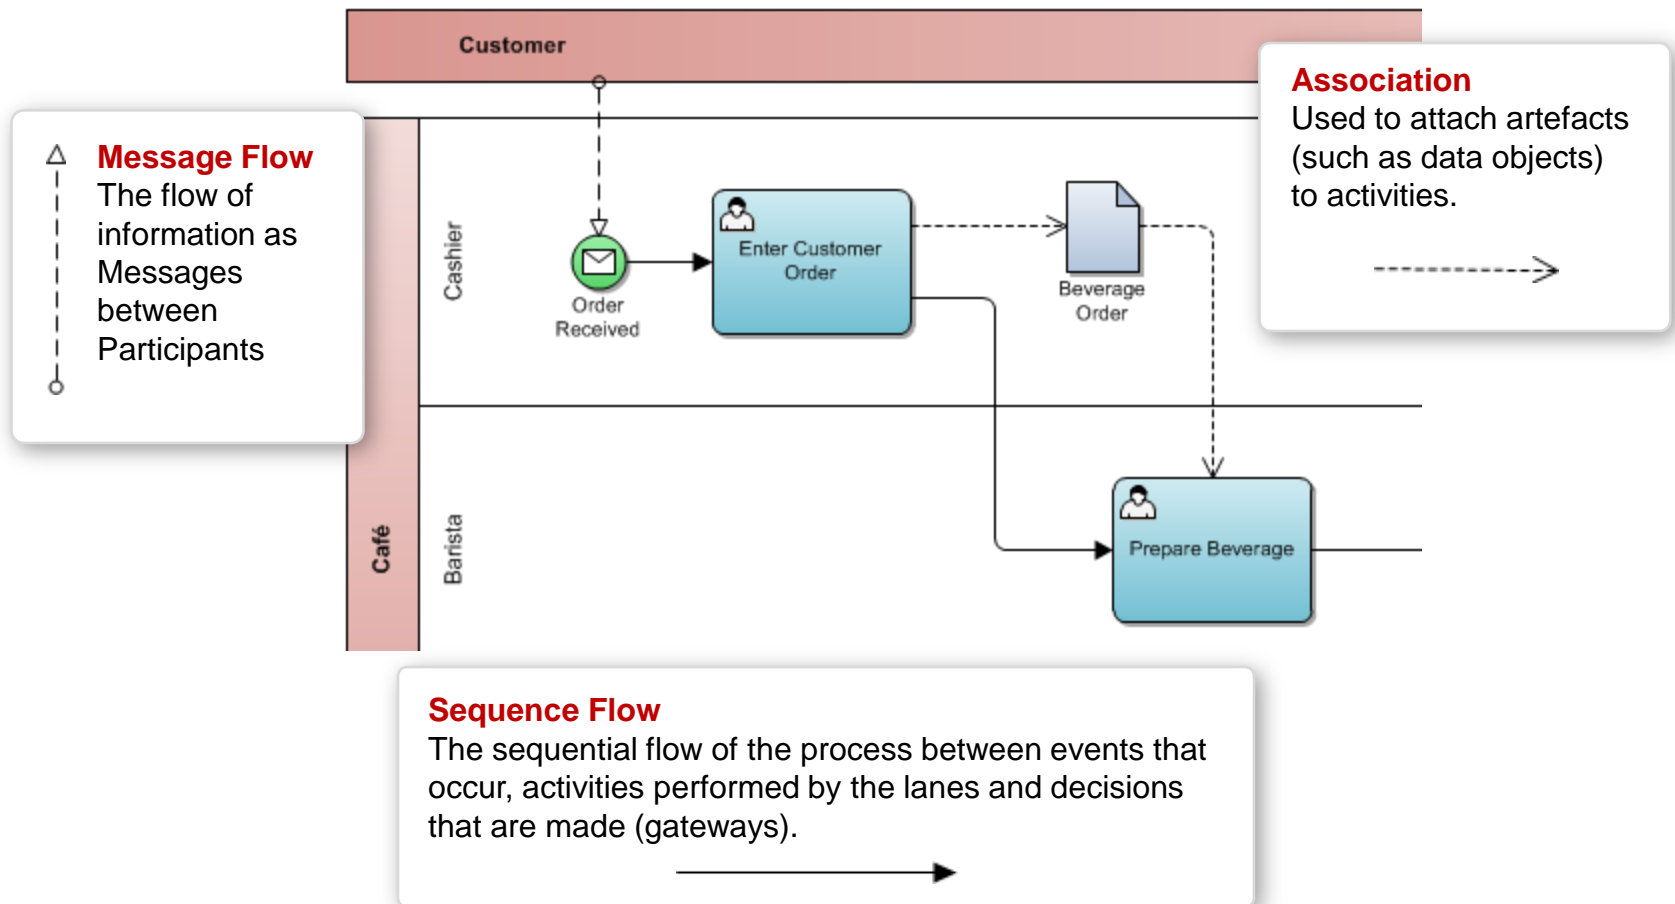 Customer
Association
Used to attach artefacts
(such as data objects)
to activities.
Message Flow
The flow of
information as
Messages
between
Participants
Cashier
Order
Received
Enter Customer
Order
Beverage
Order
Café
Barista
Prepare Beverage
Sequence Flow
The sequential flow of the process between events that
occur, activities performed by the lanes and decisions
that are made (gateways).